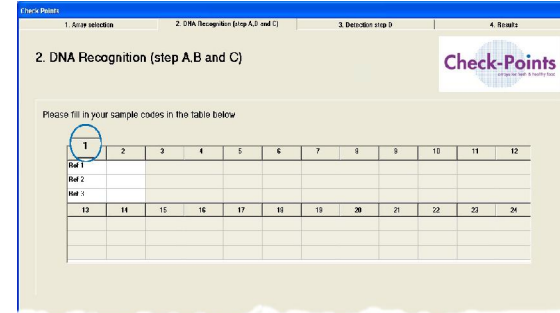 Check Points
1. Array selection 2. DNA Recognition (step A,B and C) 3. Detection step D 4. Results
2. DNA Recognition (step A,B and C)
Check-Points
Please fill in your sample codes in the table below
1 2 3 4 5 6 7 8 9 10 11 12
Ref 1
Ref 2
Ref 3
13 14 15 16 17 18 19 20 21 22 23 24